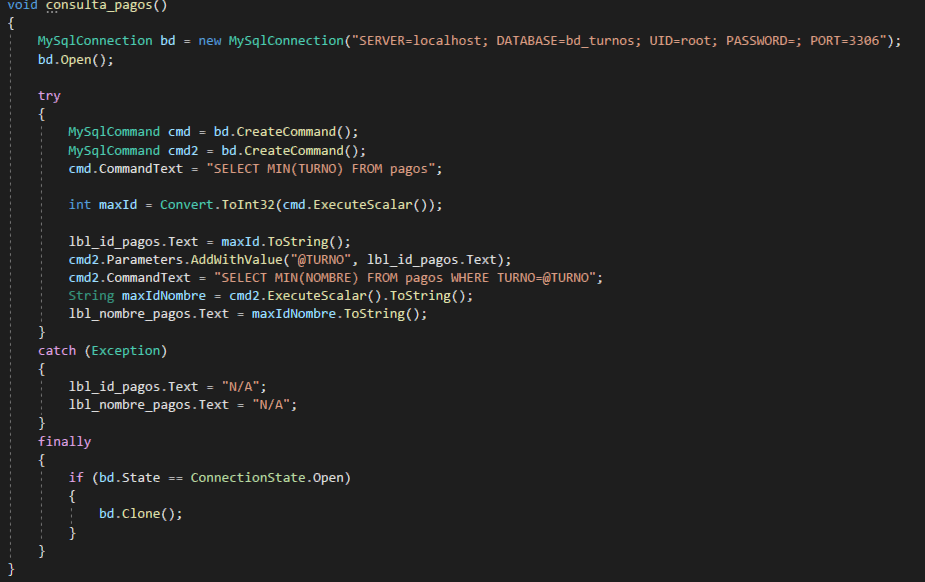 void consulta_pagos()
{
MySqlConnection bd = new MySqlConnection("SERVER=localhost; DATABASE=bd_turnos; UID=root; PASSWORD=; PORT=3306");
bd.Open();
try
{
MySqlCommand cmd = bd.CreateCommand();
MySqlCommand cmd2 = bd.CreateCommand();
cmd.CommandText = "SELECT MIN(TURNO) FROM pagos";
int maxId = Convert.ToInt32(cmd.ExecuteScalar());
lbl_id_pagos.Text = maxId.ToString();
cmd2.Parameters.AddWithValue("@TURNO", lbl_id_pagos.Text);
cmd2.CommandText = "SELECT MIN(NOMBRE) FROM pagos WHERE TURNO=@TURNO";
String maxIdNombre = cmd2.ExecuteScalar().ToString();
lbl_nombre_pagos.Text = maxIdNombre.ToString();
}
catch (Exception)
{
lbl_id_pagos.Text = "N/A";
lbl_nombre_pagos.Text = "N/A";
}
finally
{
if (bd.State == ConnectionState.Open)
{
bd.Clone();
}
}
}